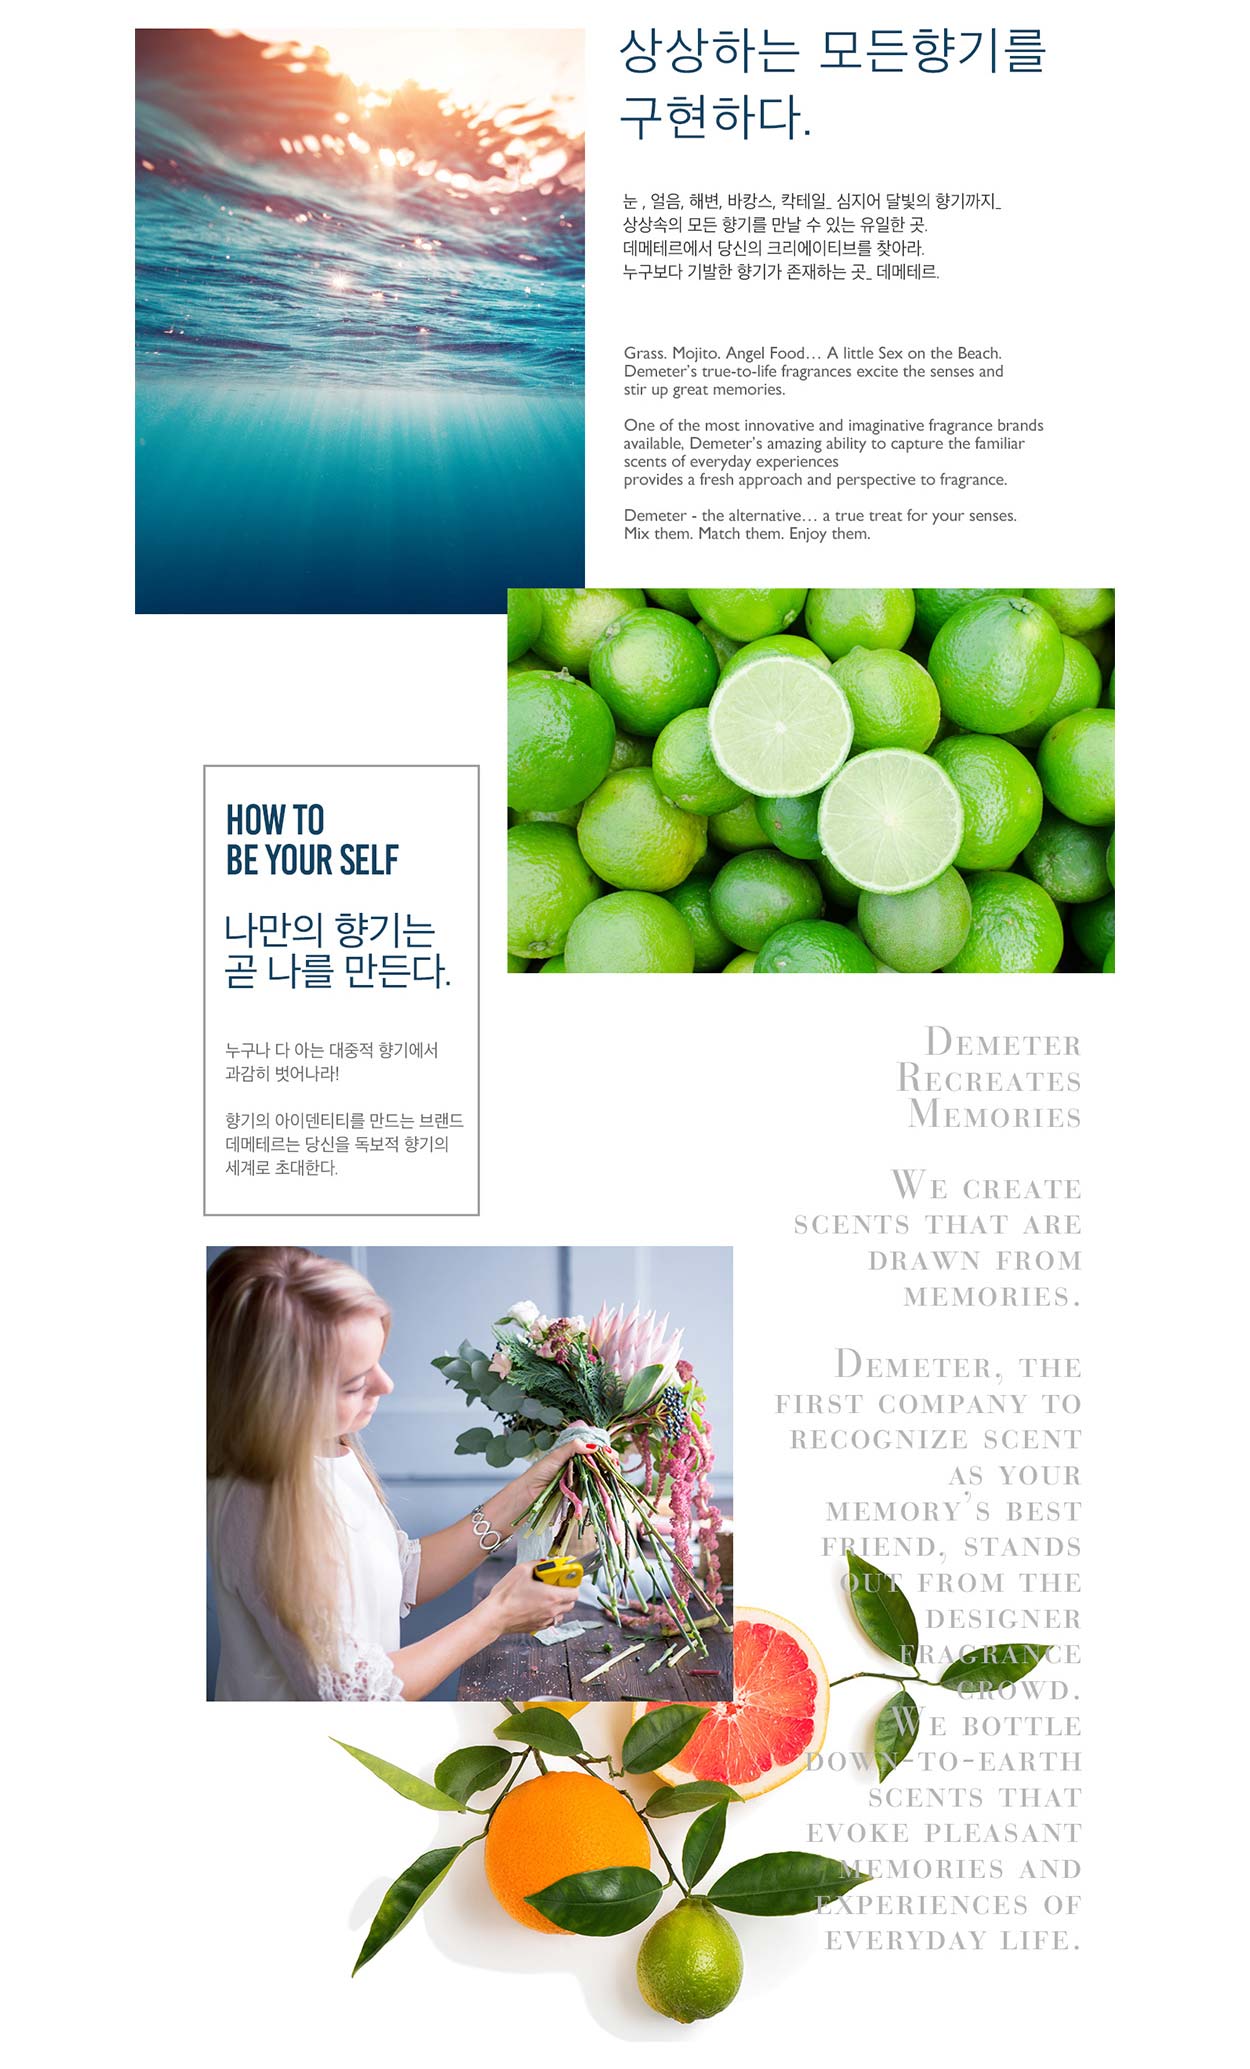 상상하는 모든향기를
구현하다.
눈 , 얼음, 해변, 바캉스, 칵테일_ 심지어 달빛의 향기까지_
상상속의 모든 향기를 만날 수 있는 유일한 곳.
데메테르에서 당신의 크리에이티브를 찾아라.
누구보다 기발한 향기가 존재하는 곳_ 데메테르.
Grass. Mojito. Angel Food... A little Sex on the Beach.
Demeter's true-to-life fragrances excite the senses and
stir up great memories.
One of the most innovative and imaginative fragrance brands
available, Demeter's amazing ability to capture the familiar
scents of everyday experiences
provides a fresh approach and perspective to fragrance.
Demeter - the alternative... a true treat for your senses.
Mix them. Match them. Enjoy them.
HOW TO
BE YOUR SELF
나만의 향기는
곧 나를 만든다.
누구나 다 아는 대중적 향기에서
과감히 벗어나라!
향기의 아이덴티티를 만드는 브랜드
데메테르는 당신을 독보적 향기의
세계로 초대한다.
Demeter
Recreates
Memories
We create
scents that are
drawn from
memories.
Demeter, the
first company to
recognize scent
as your
memory's best
friend, stands
out from the
designer
fragrance
crowd.
We bottle
down-to-earth
scents that
evoke pleasant
memories and
experiences of
everyday life.